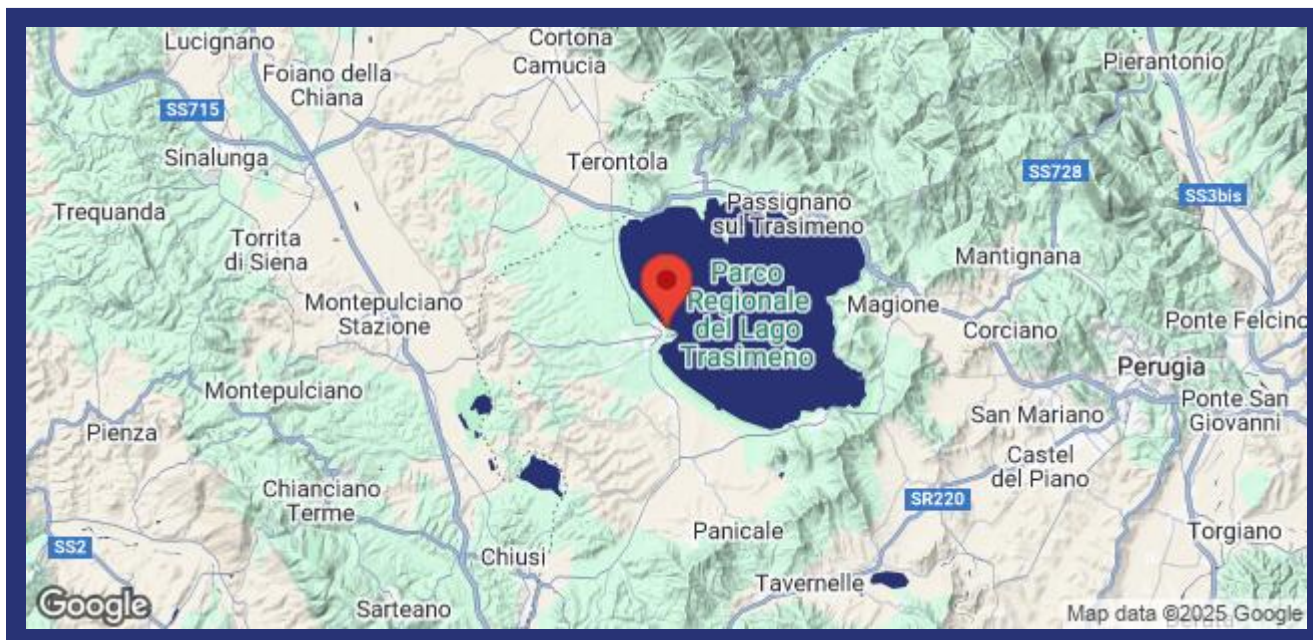 Lucignano
Cortona
Camucia
Pierantonio
Foiano della
Chiana
SS715
Sinalunga
Terontola
SS728
SS3bis
Trequanda
Passignano
sul Trasimeno
Torrita
di Siena
Mantignana
Parco
Regionale
del Lago
Trasimeno
Montepulciano
Stazione
Magione
Corciano
Ponte Felcino
Perugia
Montepulciano
Ponte San
Giovanni
San Mariano
Pienza
Castel
del Piano
Chianciano
Terme
SR220
Panicale
Torgiano
SS2
Chiusi
Tavernelle
Sarteano
Google
Map data ©2025 Google